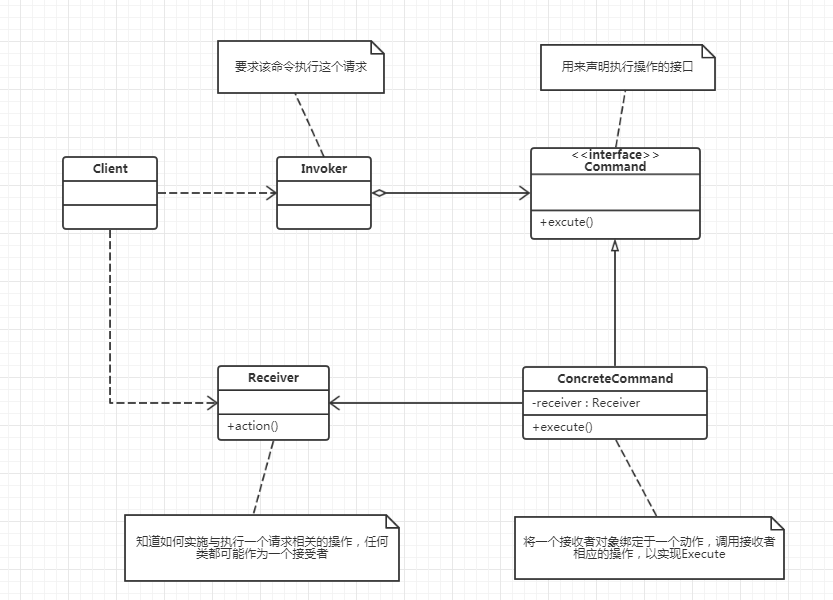 要求该命令执行这个请求
用来声明执行操作的接口
Client
Invoker
<<interface>>
Command
+excute()
Receiver
+action()
ConcreteCommand
-receiver : Receiver
+execute()
知道如何实施与执行一个请求相关的操作，任何
类都可能作为一个接受者
将一个接收者对象绑定于一个动作，调用接收者
相应的操作，以实现Execute